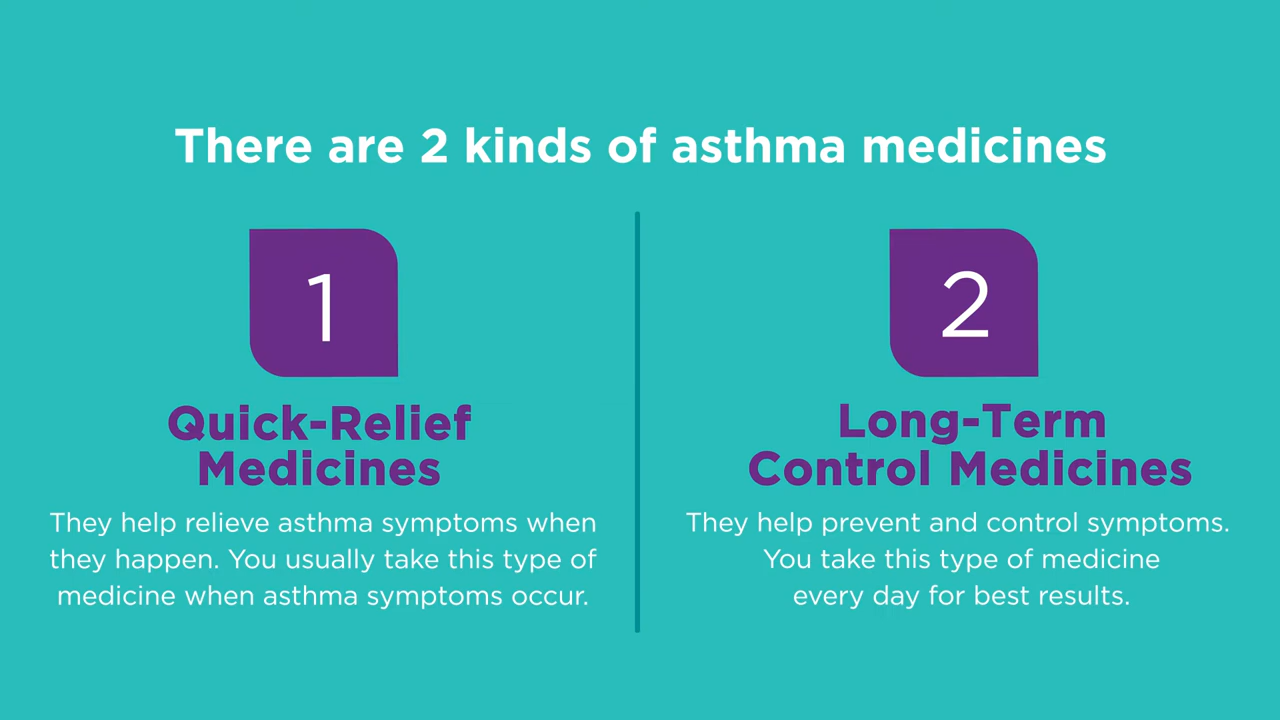 There are 2 kinds of asthma medicines
1
Quick-Relief
Medicines
They help relieve asthma symptoms when
they happen. You usually take this type of
medicine when asthma symptoms occur.
2
Long-Term
Control Medicines
They help prevent and control symptoms.
You take this type of medicine
every day for best results.